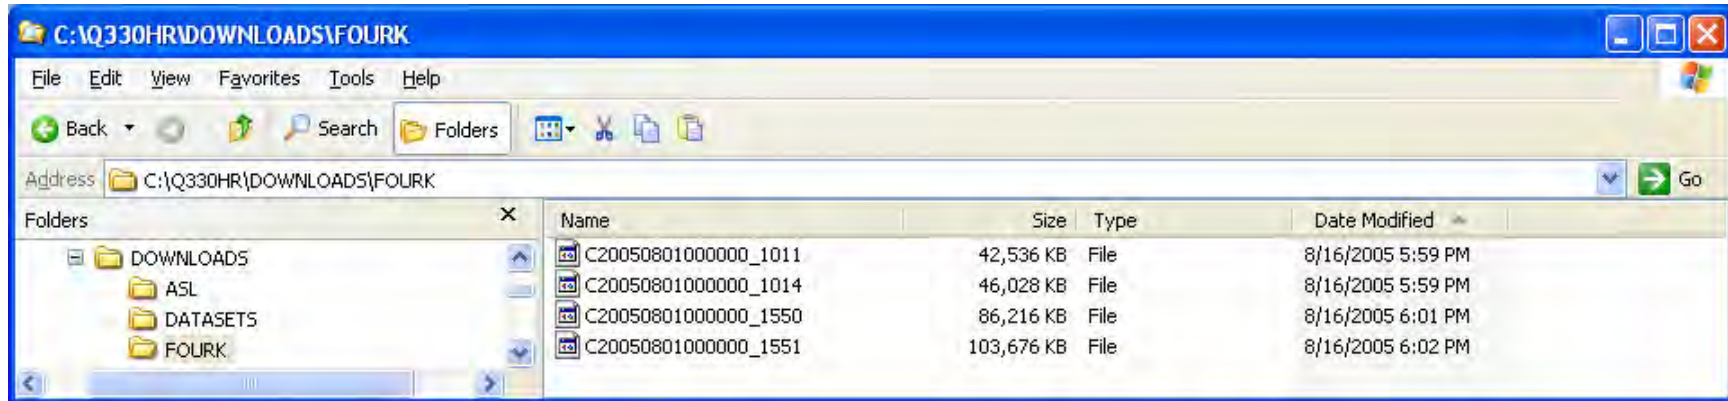 C:\Q330HR\DOWNLOADS\FOURK
File Edit View Favorites Tools Help
Back Search Folders
Address C:\Q330HR\DOWNLOADS\FOURK Go
Folders
DOWNLOADS
ASL
DATASETS
FOURK
Name Size Type Date Modified
C20050801000000_1011 42,536 KB File 8/16/2005 5:59 PM
C20050801000000_1014 46,028 KB File 8/16/2005 5:59 PM
C20050801000000_1550 86,216 KB File 8/16/2005 6:01 PM
C20050801000000_1551 103,676 KB File 8/16/2005 6:02 PM